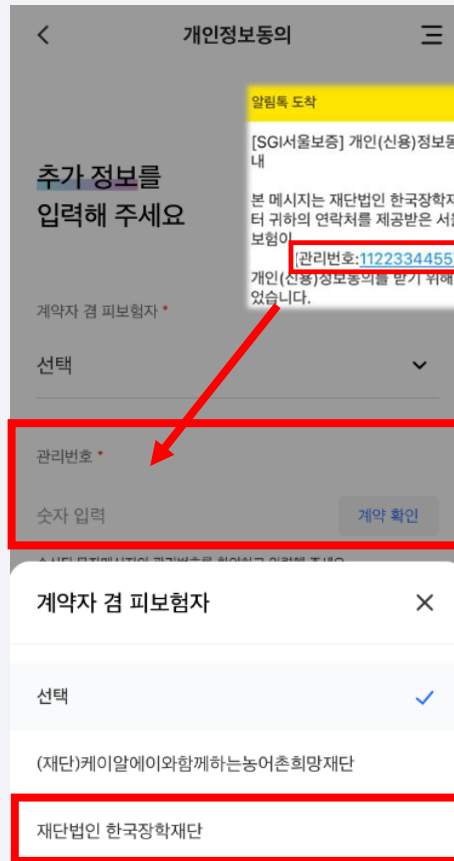 개인정보동의
알림톡 도착
[SGI서울보증] 개인(신용)정보동
내
본 메시지는 재단법인 한국장학재
터 귀하의 연락처를 제공받은 서울
보험이
(관리번호:1122334455
개인(신용)정보동의를 받기 위해
었습니다.
추가 정보를
입력해 주세요
계약자 겸 피보험자 *
선택
관리번호 *
숫자 입력
계약 확인
계약자 겸 피보험자
선택
(재단)케이알에이와함께하는농어촌희망재단
재단법인 한국장학재단